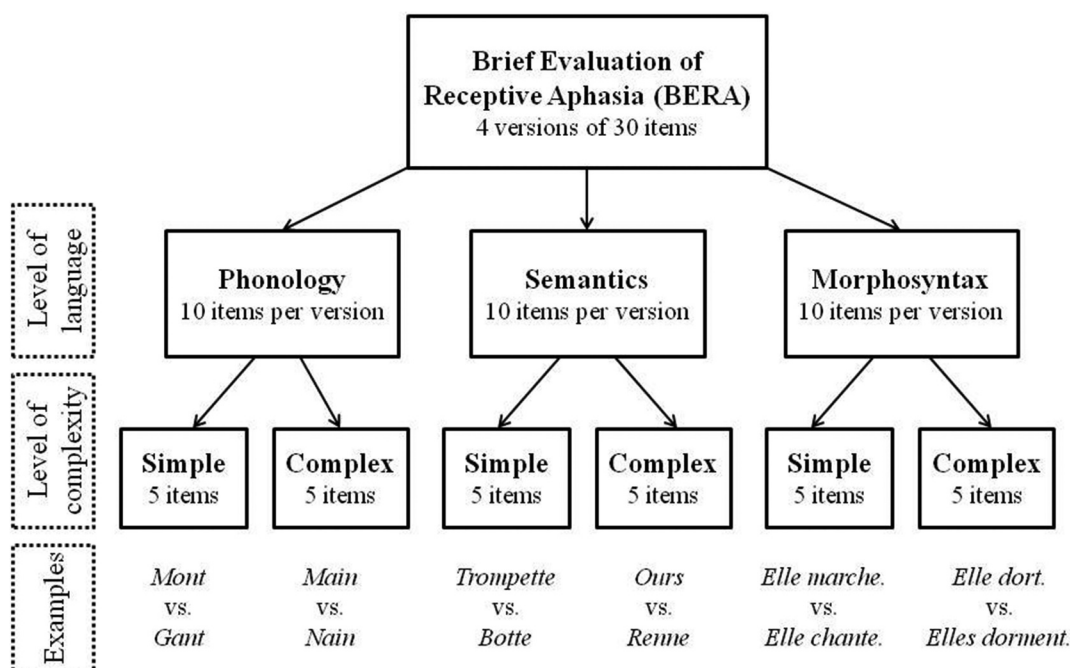 Brief Evaluation of
Receptive Aphasia (BERA)
4 versions of 30 items
Level of
language
Phonology
10 items per version
Semantics
10 items per version
Morphosyntax
10 items per version
Level of
complexity
Simple
5 items
Complex
5 items
Simple
5 items
Complex
5 items
Simple
5 items
Complex
5 items
Examples
Mont
vs.
Gant
Main
vs.
Nain
Trompette
vs.
Botte
Ours
vs.
Renne
Elle marche.
vs.
Elle chante.
Elle dort.
vs.
Elles dorment.